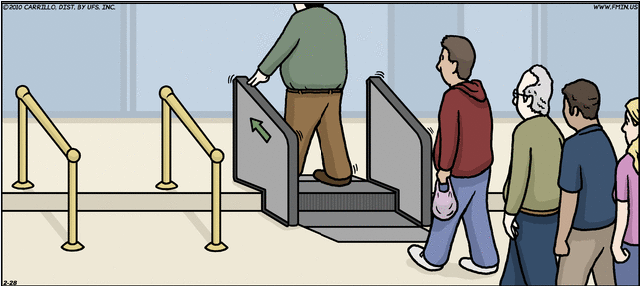 ©2010 CARRILLO. DIST. BY UFS, INC.
WWW.FMIN.US
2-28